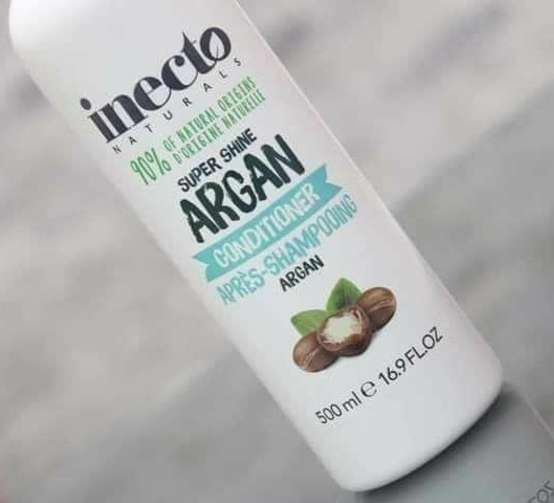 inecto
NATURALS
90% OF NATURAL ORIGINS
D'ORIGINE NATURELLE
SUPER SHINE
ARGAN
CONDITIONER
APRÈS-SHAMPOOING
ARGAN
500 ml e 16.9 FL.OZ